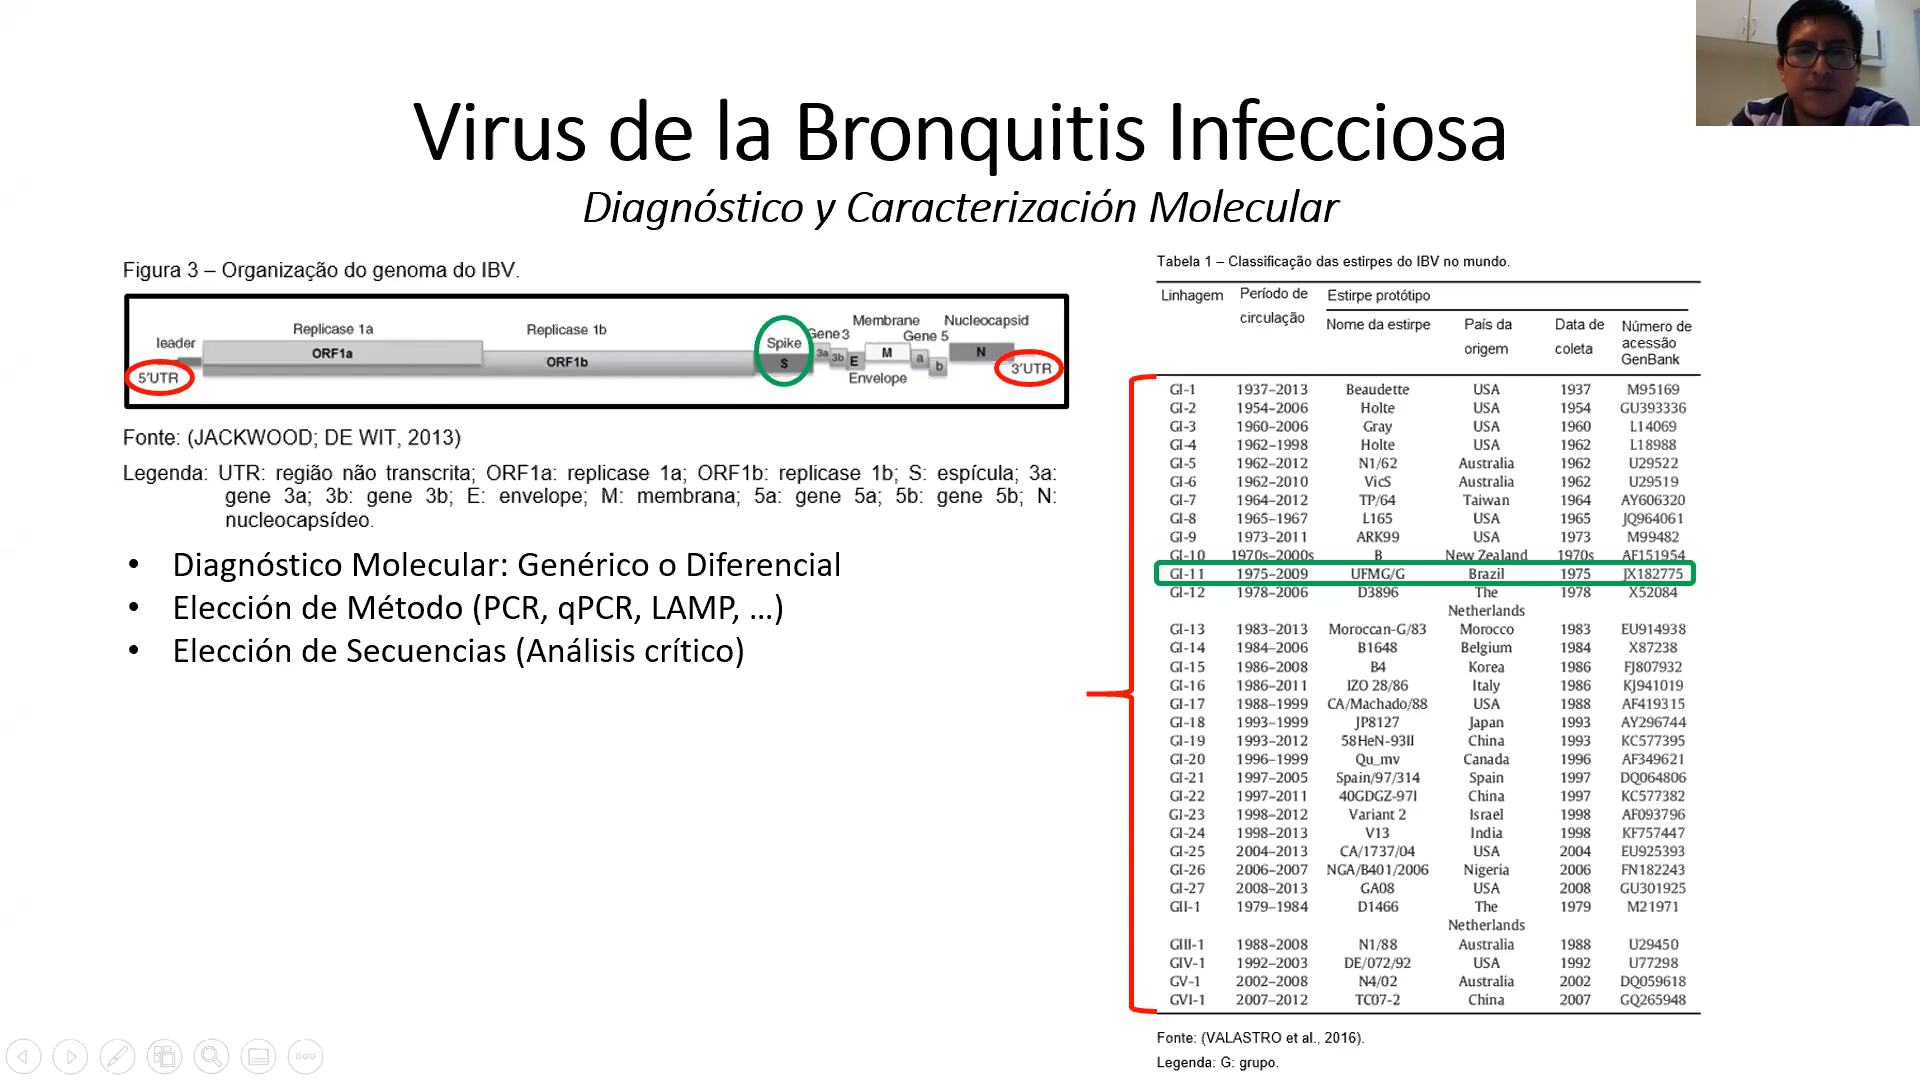 Virus de la Bronquitis Infecciosa
Diagnóstico y Caracterización Molecular
Figura 3 – Organização do genoma do IBV.
leader
Replicase 1a
Replicase 1b
Spike
Gene 3
Membrane
Gene 5
Nucleocapsid
5'UTR
ORF1a
ORF1b
S
3a
3b
E
M
a
b
N
3'UTR
Envelope
Fonte: (JACKWOOD; DE WIT, 2013)
Legenda: UTR: região não transcrita; ORF1a: replicase 1a; ORF1b: replicase 1b; S: espícula; 3a:
gene 3a; 3b: gene 3b; E: envelope; M: membrana; 5a: gene 5a; 5b: gene 5b; N:
nucleocapsídeo.
• Diagnóstico Molecular: Genérico o Diferencial
• Elección de Método (PCR, qPCR, LAMP, ...)
• Elección de Secuencias (Análisis crítico)
Tabela 1 – Classificação das estirpes do IBV no mundo.
Linhagem Período de circulação Estirpe protótipo
Nome da estirpe País da origem Data de coleta Número de acessão GenBank
GI-1 1937–2013 Beaudette USA 1937 M95169
GI-2 1954–2006 Holte USA 1954 GU393336
GI-3 1960–2006 Gray USA 1960 L14069
GI-4 1962–1998 Holte USA 1962 L18988
GI-5 1962–2012 N1/62 Australia 1962 U29522
GI-6 1962–2010 VicS Australia 1962 U29519
GI-7 1964–2012 TP/64 Taiwan 1964 AY606320
GI-8 1965–1967 L165 USA 1965 JQ964061
GI-9 1973–2011 ARK99 USA 1973 M99482
GI-10 1970s–2000s B New Zealand 1970s AF151954
GI-11 1975–2009 UFMG/G Brazil 1975 JX182775
GI-12 1978–2006 D3896 The Netherlands 1978 X52084
GI-13 1983–2013 Moroccan-G/83 Morocco 1983 EU914938
GI-14 1984–2006 B1648 Belgium 1984 X87238
GI-15 1986–2008 B4 Korea 1986 FJ807932
GI-16 1986–2011 IZO 28/86 Italy 1986 KJ941019
GI-17 1988–1999 CA/Machado/88 USA 1988 AF419315
GI-18 1993–1999 JP8127 Japan 1993 AY296744
GI-19 1993–2012 58HeN-93II China 1993 KC577395
GI-20 1996–1999 Qu_mv Canada 1996 AF349621
GI-21 1997–2005 Spain/97/314 Spain 1997 DQ064806
GI-22 1997–2011 40GDGZ-97I China 1997 KC577382
GI-23 1998–2012 Variant 2 Israel 1998 AF093796
GI-24 1998–2013 V13 India 1998 KF757447
GI-25 2004–2013 CA/1737/04 USA 2004 EU925393
GI-26 2006–2007 NGA/B401/2006 Nigeria 2006 FN182243
GI-27 2008–2013 GA08 USA 2008 GU301925
GII-1 1979–1984 D1466 The Netherlands 1979 M21971
GIII-1 1988–2008 N1/88 Australia 1988 U29450
GIV-1 1992–2003 DE/072/92 USA 1992 U77298
GV-1 2002–2008 N4/02 Australia 2002 DQ059618
GVI-1 2007–2012 TC07-2 China 2007 GQ265948
Fonte: (VALASTRO et al., 2016).
Legenda: G: grupo.